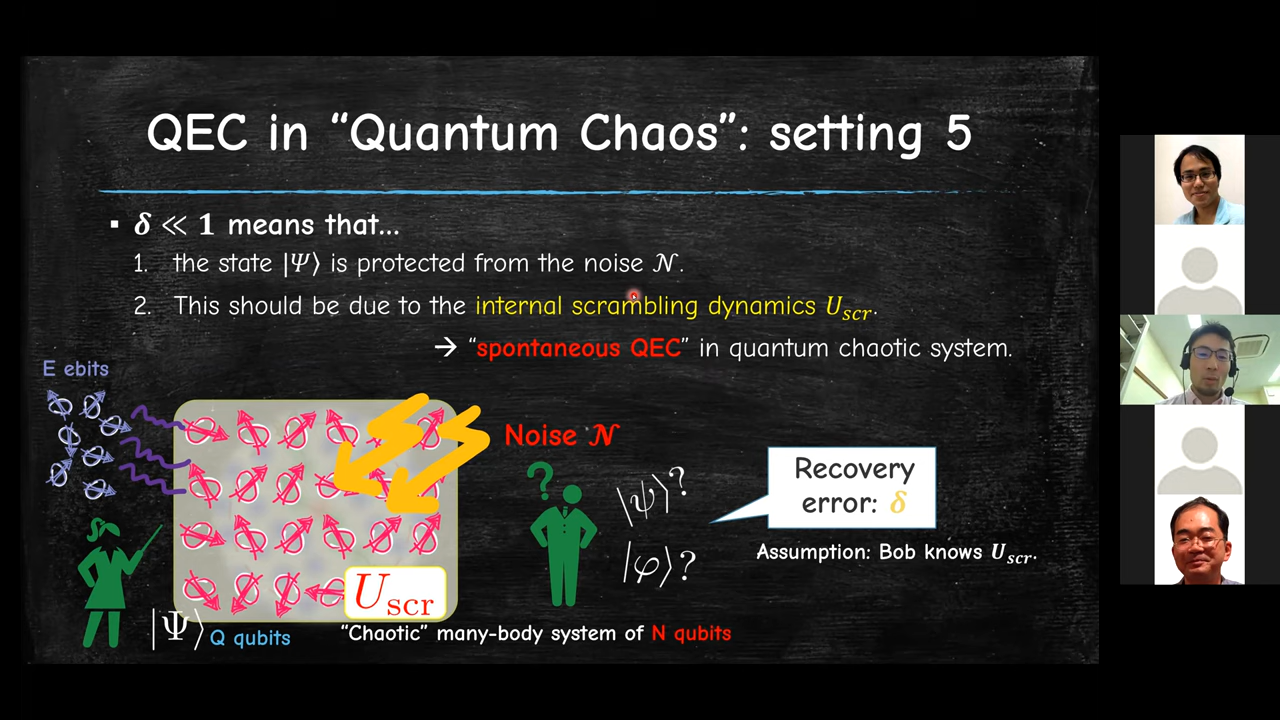 QEC in “Quantum Chaos”: setting 5
▪ δ ≪ 1 means that...
1. the state |Ψ⟩ is protected from the noise 𝒩.
2. This should be due to the internal scrambling dynamics U_scr.
→ “spontaneous QEC” in quantum chaotic system.
E ebits
Noise 𝒩
?
|ψ⟩?
|φ⟩?
Recovery
error: δ
Assumption: Bob knows U_scr.
U_scr
|Ψ⟩ Q qubits
“Chaotic” many-body system of N qubits